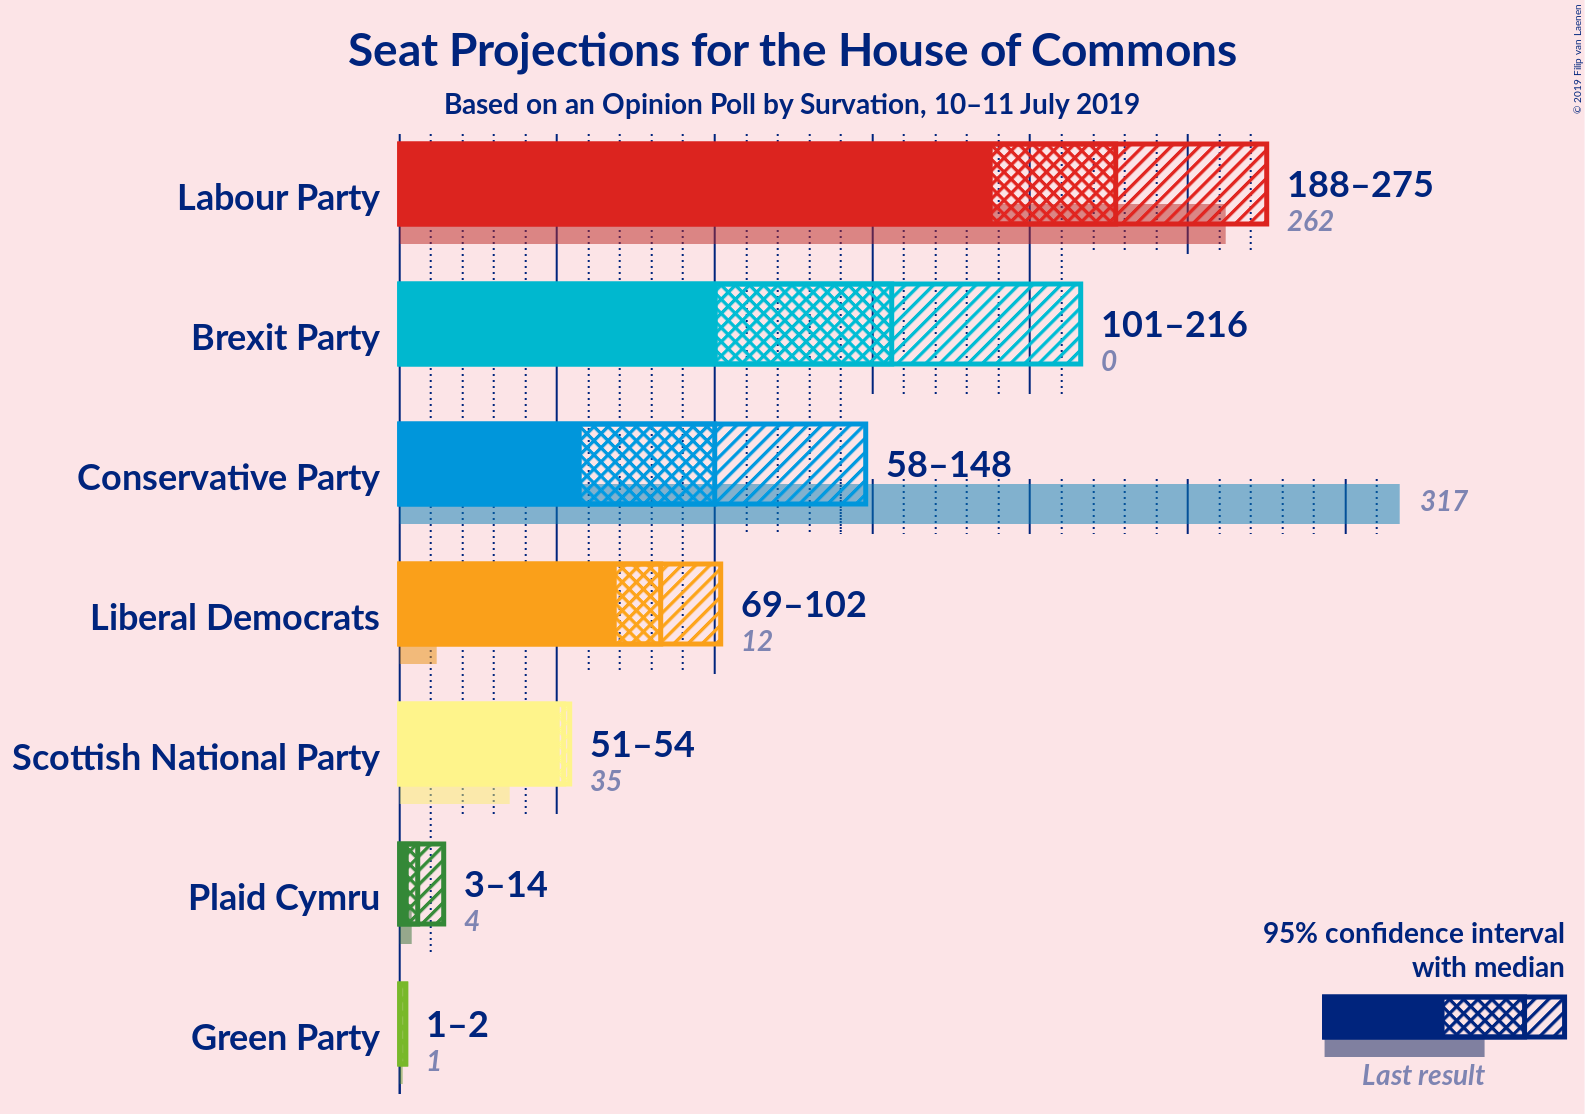 Seat Projections for the House of Commons
Based on an Opinion Poll by Survation, 10–11 July 2019
© 2019 Filip van Laenen
Labour Party
188–275
262
Brexit Party
101–216
0
Conservative Party
58–148
317
Liberal Democrats
69–102
12
Scottish National Party
51–54
35
Plaid Cymru
3–14
4
Green Party
1–2
1
95% confidence interval
with median
Last result